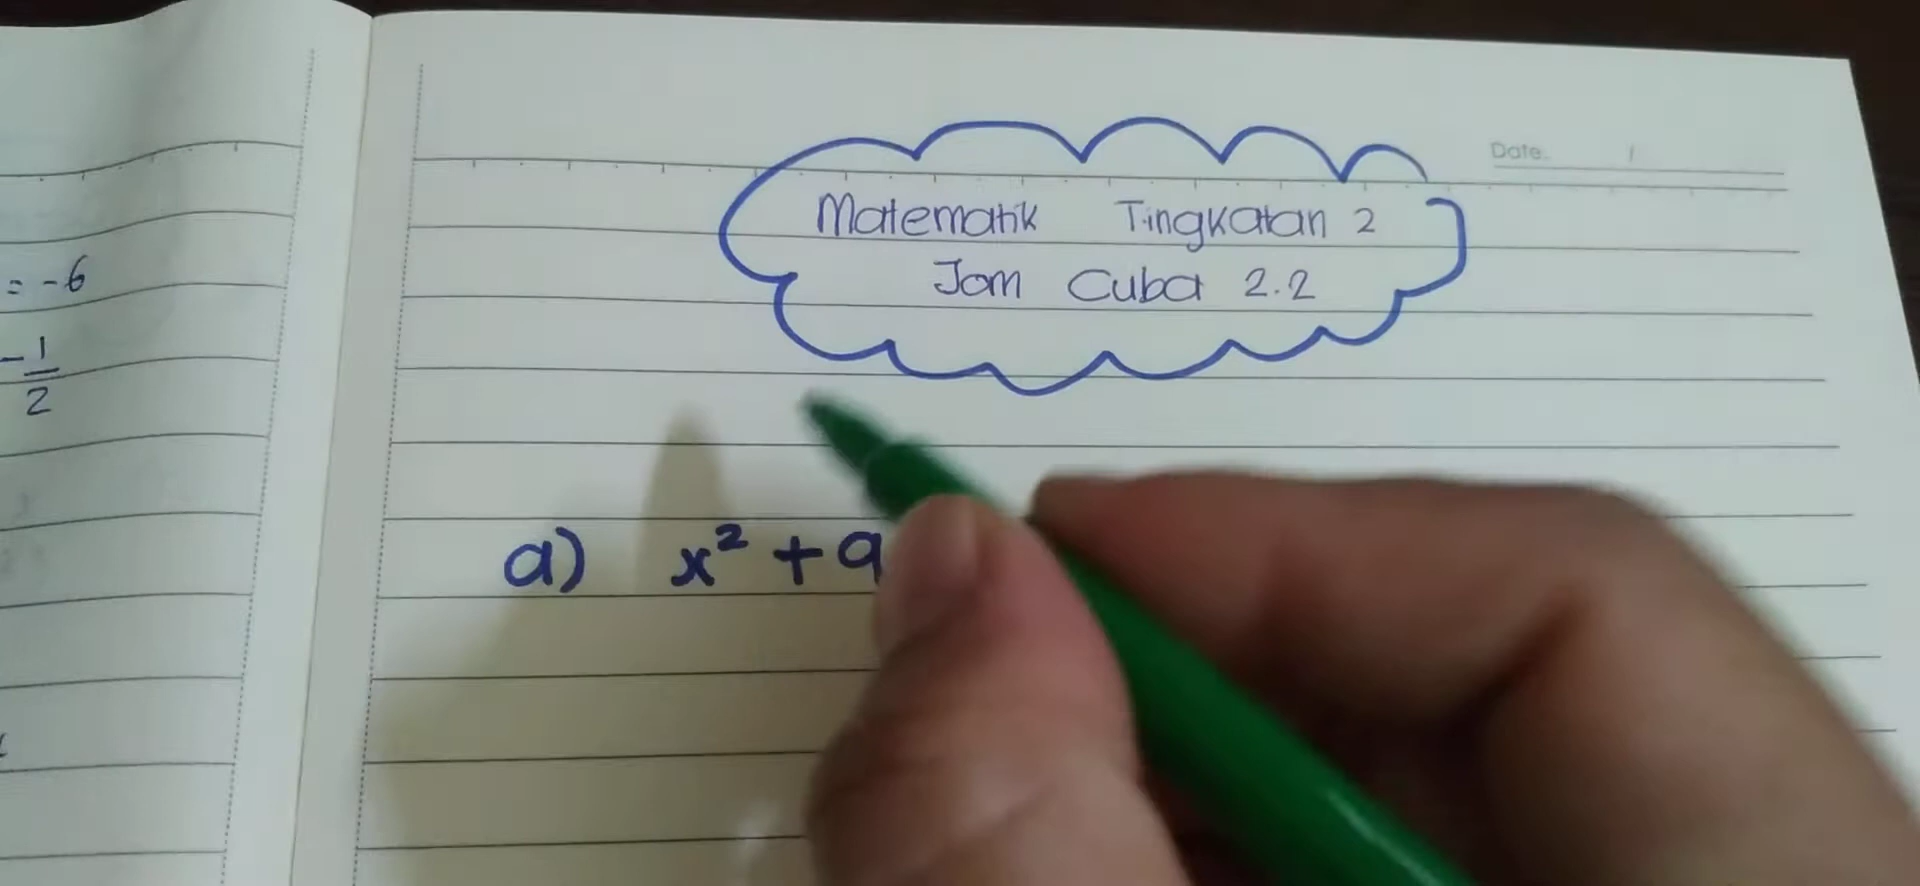 Date. /
= -6
- 1
2
Matematik Tingkatan 2
Jom Cuba 2.2
a) x² + 9